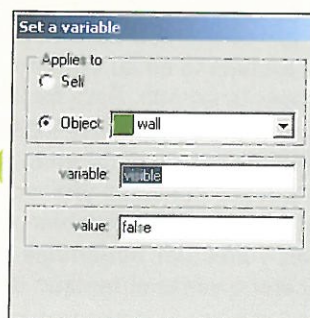 Set a variable
Applies to
Self
Object: wall
variable: visible
value: false